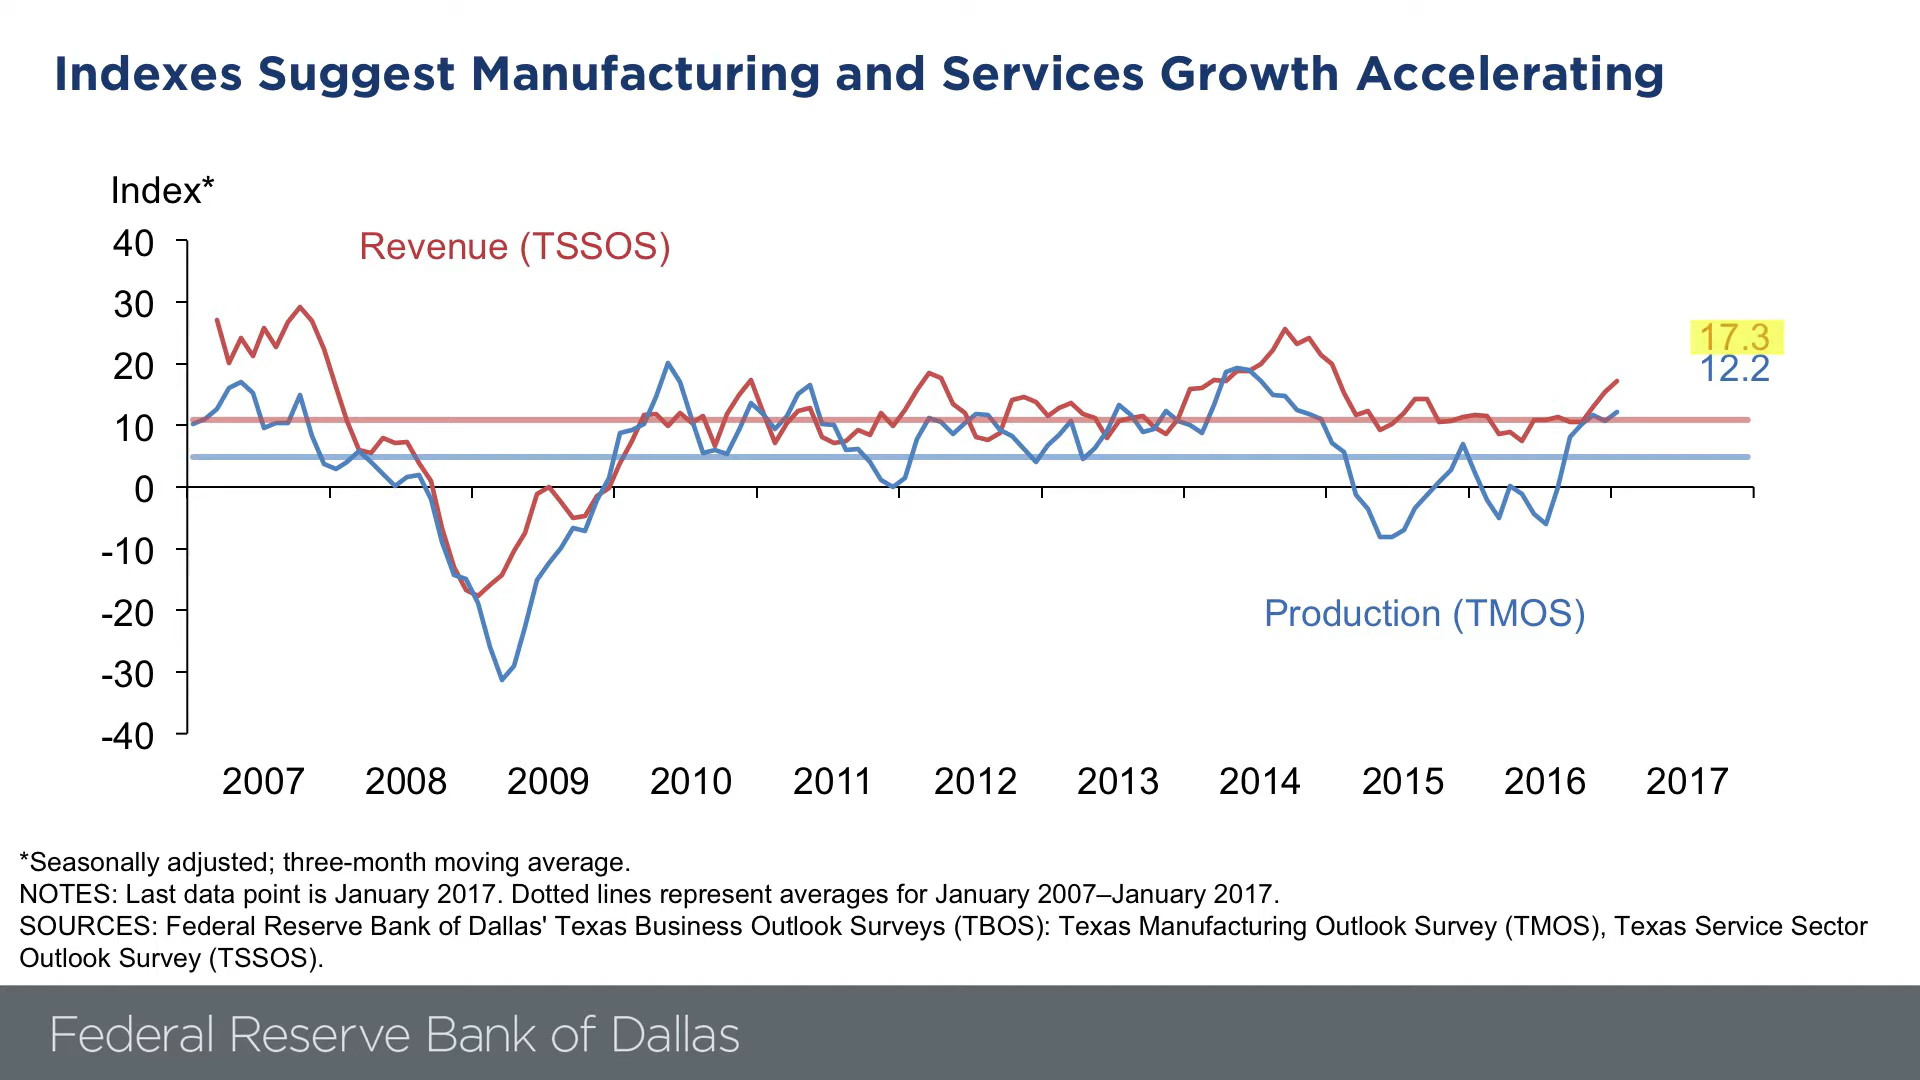 Indexes Suggest Manufacturing and Services Growth Accelerating
Index*
40
Revenue (TSSOS)
30
17.3
20
12.2
10
0
-10
-20
Production (TMOS)
-30
-40
2007 2008 2009 2010 2011 2012 2013 2014 2015 2016 2017
*Seasonally adjusted; three-month moving average.
NOTES: Last data point is January 2017. Dotted lines represent averages for January 2007–January 2017.
SOURCES: Federal Reserve Bank of Dallas' Texas Business Outlook Surveys (TBOS): Texas Manufacturing Outlook Survey (TMOS), Texas Service Sector
Outlook Survey (TSSOS).
Federal Reserve Bank of Dallas